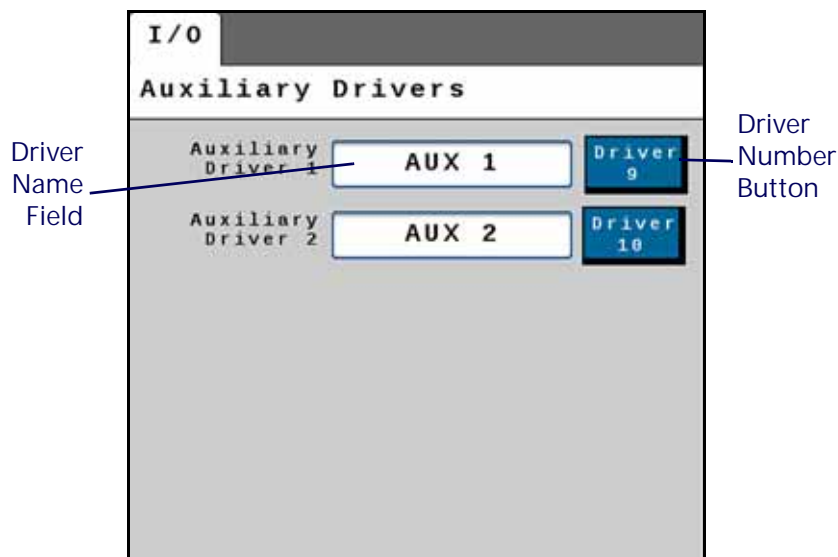 I/O
Auxiliary Drivers
Driver
Name
Field
Auxiliary
Driver 1
AUX 1
Driver
9
Driver
Number
Button
Auxiliary
Driver 2
AUX 2
Driver
10